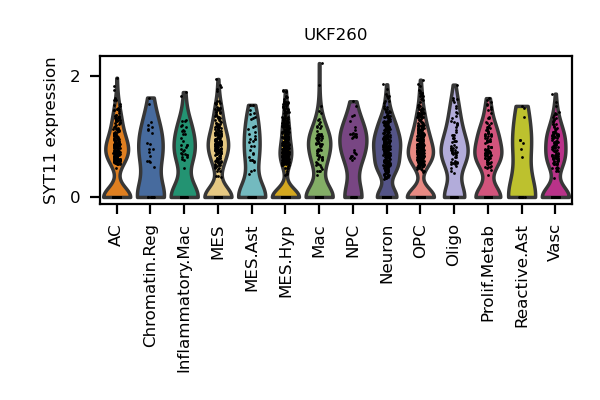 UKF260
SYT11 expression
2
0
AC
Chromatin.Reg
Inflammatory.Mac
MES
MES.Ast
MES.Hyp
Mac
NPC
Neuron
OPC
Oligo
Prolif.Metab
Reactive.Ast
Vasc